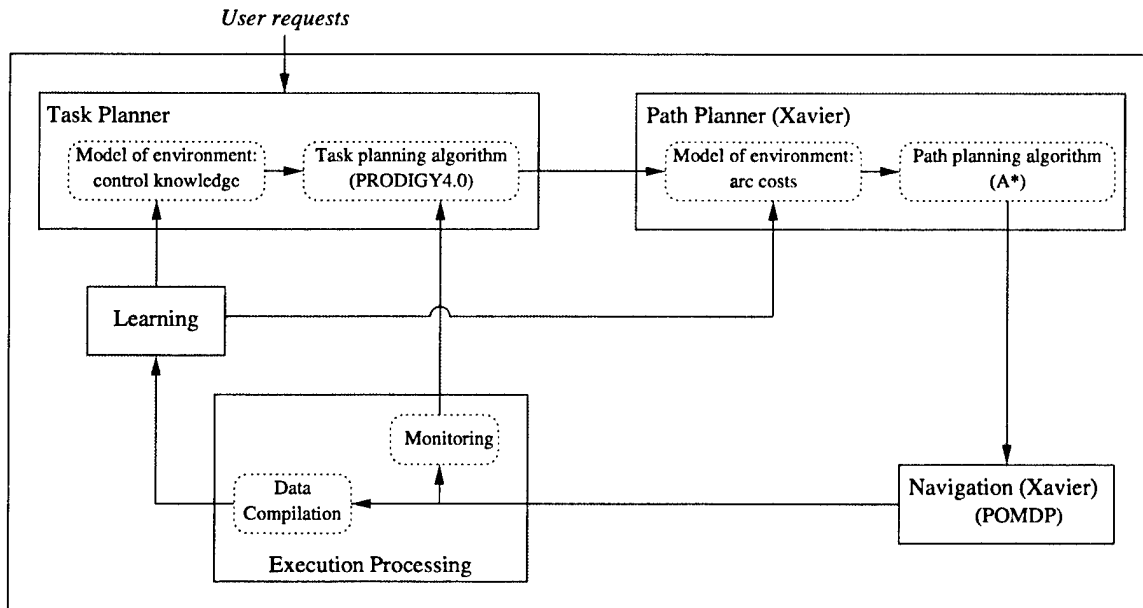 User requests
Task Planner
Model of environment:
control knowledge
Task planning algorithm
(PRODIGY4.0)
Path Planner (Xavier)
Model of environment:
arc costs
Path planning algorithm
(A*)
Learning
Monitoring
Data
Compilation
Execution Processing
Navigation (Xavier)
(POMDP)